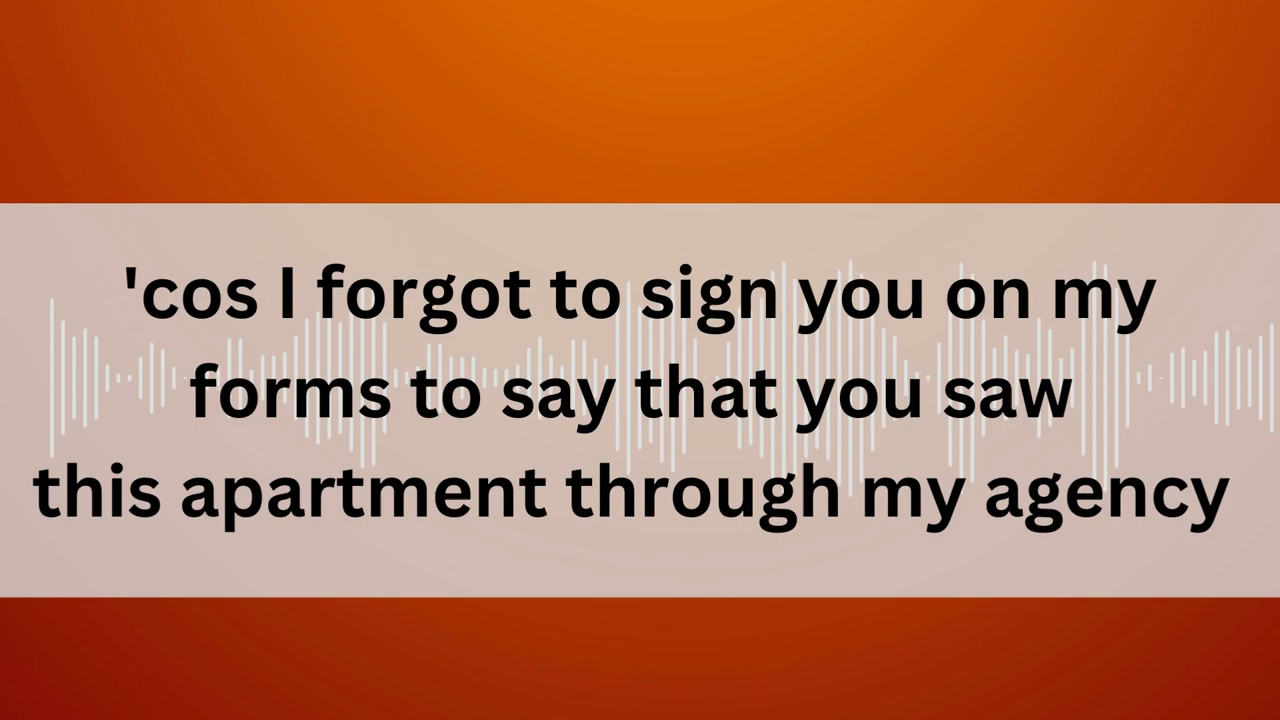 'cos I forgot to sign you on my
forms to say that you saw
this apartment through my agency